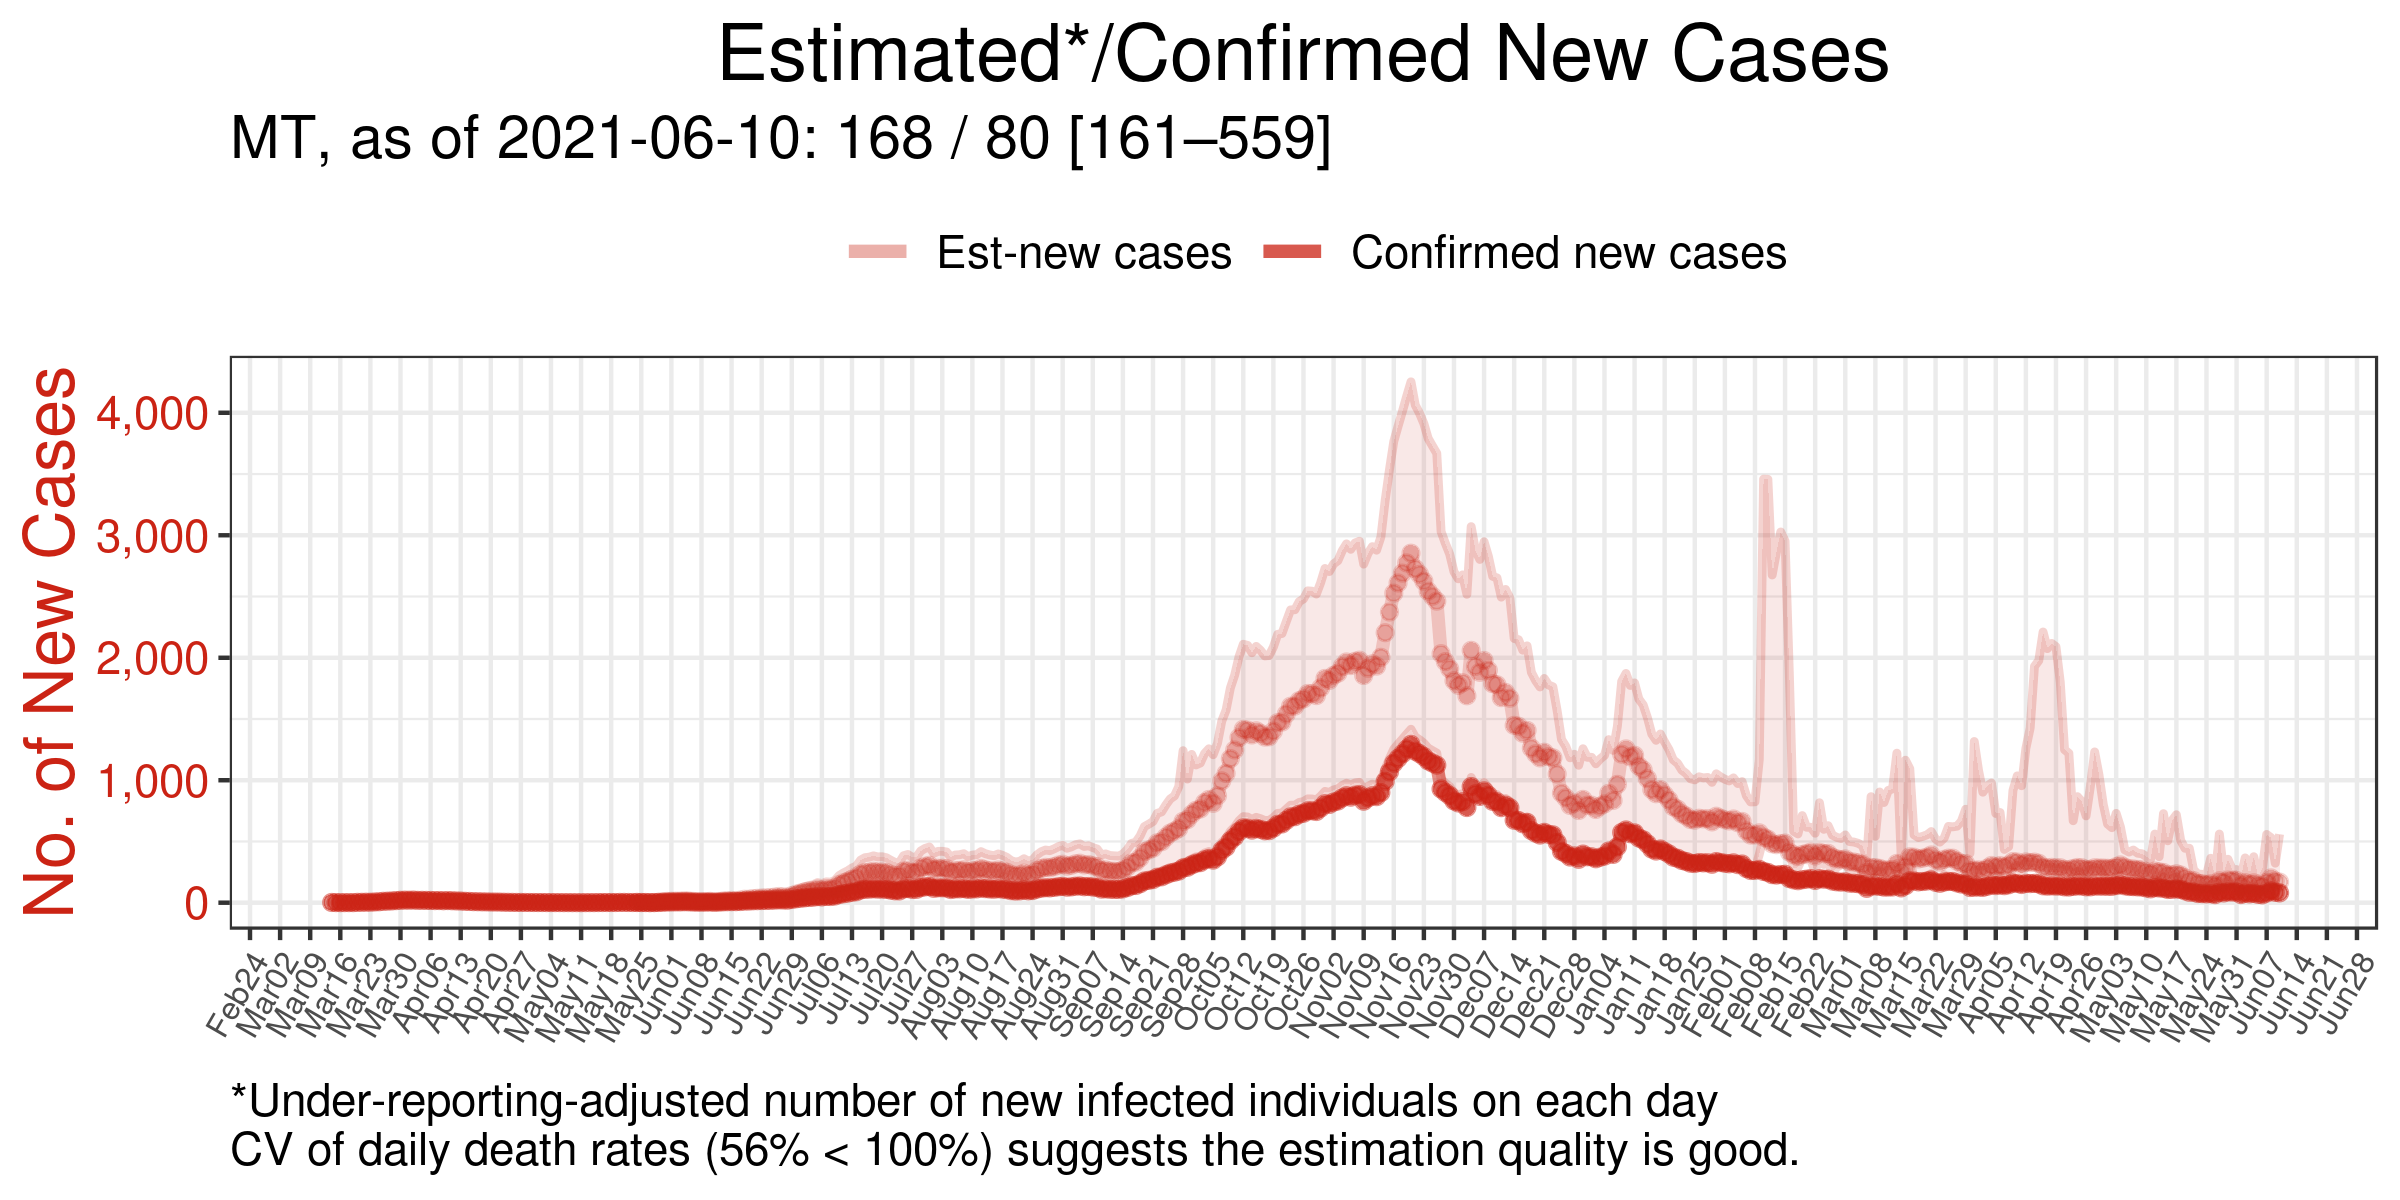 Estimated*/Confirmed New Cases
MT, as of 2021-06-10: 168 / 80 [161–559]
Est-new cases
Confirmed new cases
No. of New Cases
4,000
3,000
2,000
1,000
0
Feb24
Mar02
Mar09
Mar16
Mar23
Mar30
Apr06
Apr13
Apr20
Apr27
May04
May11
May18
May25
Jun01
Jun08
Jun15
Jun22
Jun29
Jul06
Jul13
Jul20
Jul27
Aug03
Aug10
Aug17
Aug24
Aug31
Sep07
Sep14
Sep21
Sep28
Oct05
Oct12
Oct19
Oct26
Nov02
Nov09
Nov16
Nov23
Nov30
Dec07
Dec14
Dec21
Dec28
Jan04
Jan11
Jan18
Jan25
Feb01
Feb08
Feb15
Feb22
Mar01
Mar08
Mar15
Mar22
Mar29
Apr05
Apr12
Apr19
Apr26
May03
May10
May17
May24
May31
Jun07
Jun14
Jun21
Jun28
*Under-reporting-adjusted number of new infected individuals on each day
CV of daily death rates (56% < 100%) suggests the estimation quality is good.